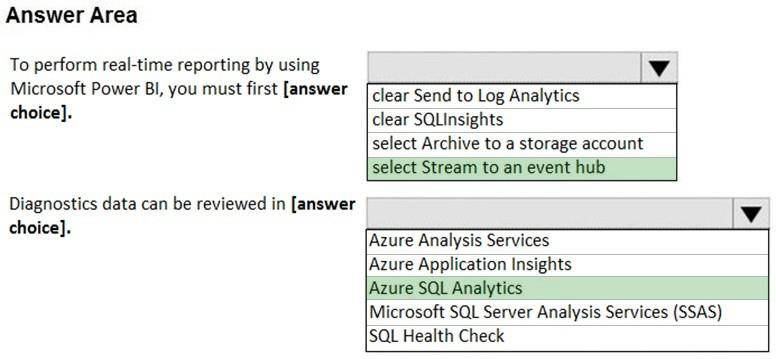 Answer Area
To perform real-time reporting by using
Microsoft Power BI, you must first [answer
choice].
clear Send to Log Analytics
clear SQLInsights
select Archive to a storage account
select Stream to an event hub
Diagnostics data can be reviewed in [answer
choice].
Azure Analysis Services
Azure Application Insights
Azure SQL Analytics
Microsoft SQL Server Analysis Services (SSAS)
SQL Health Check